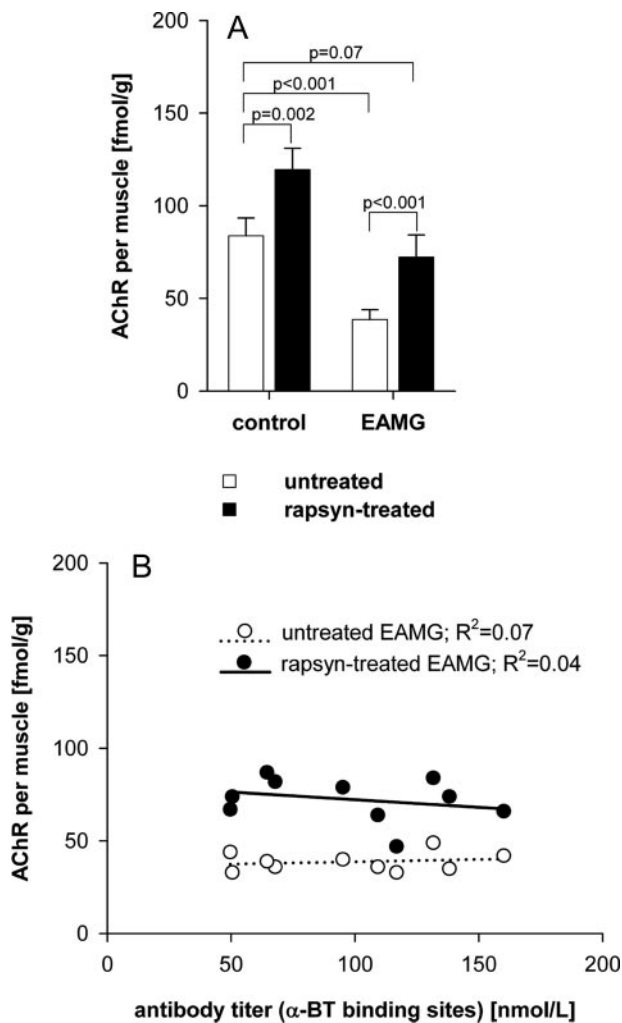 A
200
150
100
50
0
AChR per muscle [fmol/g]
p=0.07
p<0.001
p=0.002
p<0.001
control EAMG
untreated
rapsyn-treated
B
200
150
100
50
0
AChR per muscle [fmol/g]
untreated EAMG; R²=0.07
rapsyn-treated EAMG; R²=0.04
0 50 100 150 200
antibody titer (α-BT binding sites) [nmol/L]